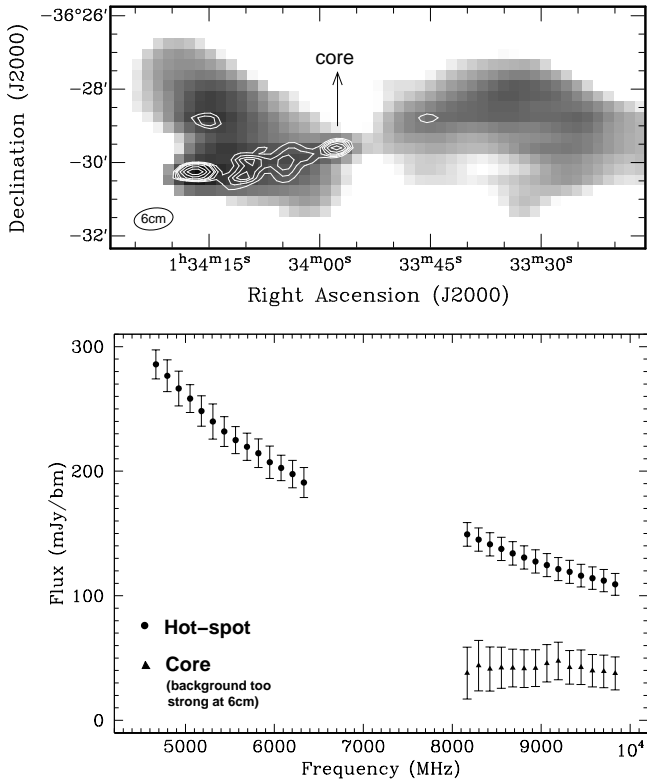 −36°26′
−28′
−30′
−32′
Declination (J2000)
core
6cm
1ʰ34ᵐ15ˢ 34ᵐ00ˢ 33ᵐ45ˢ 33ᵐ30ˢ
Right Ascension (J2000)
300
200
100
0
Flux (mJy/bm)
Hot−spot
Core
(background too
strong at 6cm)
5000 6000 7000 8000 9000 10⁴
Frequency (MHz)